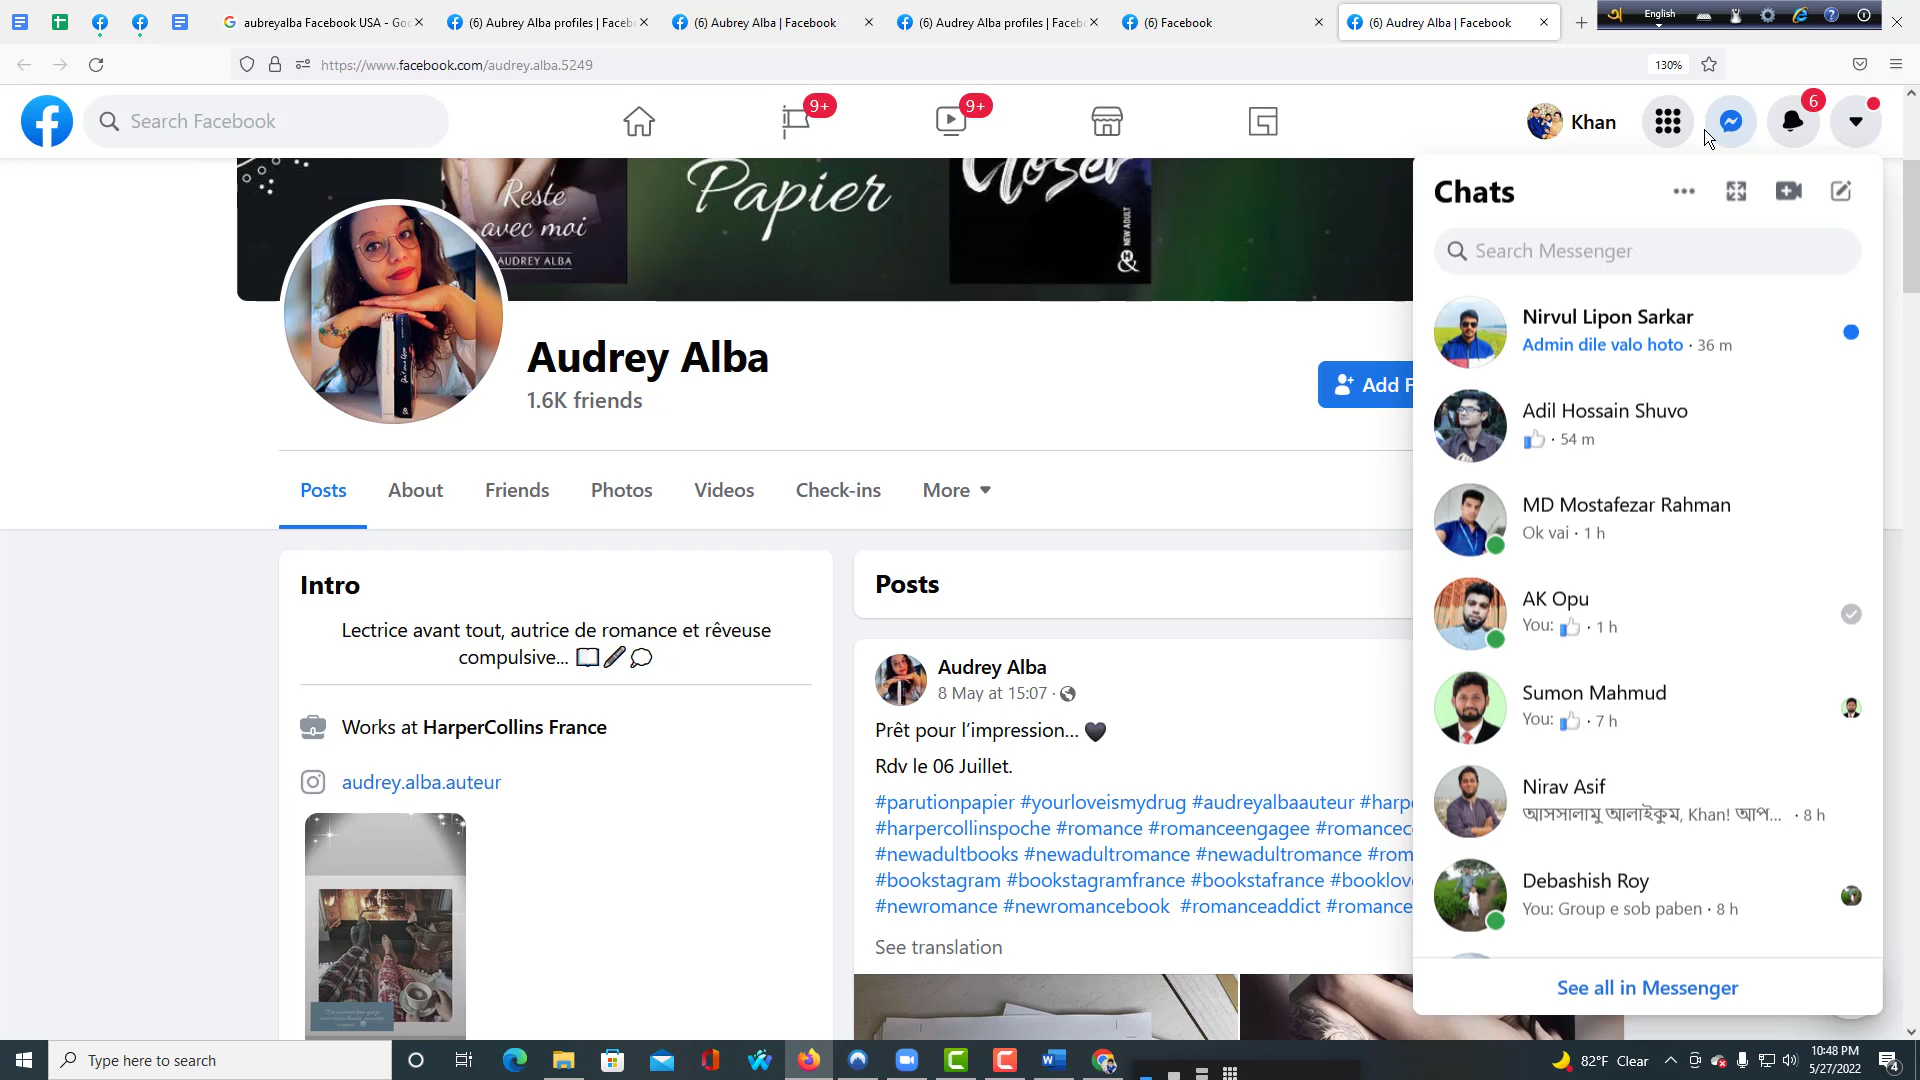 aubreyalba Facebook USA - Goo
(6) Aubrey Alba profiles | Faceb
(6) Aubrey Alba | Facebook
(6) Audrey Alba profiles | Faceb
(6) Facebook
(6) Audrey Alba | Facebook
English
https://www.facebook.com/audrey.alba.5249
130%
Search Facebook
9+
9+
Khan
6
Reste
avec moi
AUDREY ALBA
Papier
Closer
NEW ADULT
&
Audrey Alba
1.6K friends
Add F
Posts
About
Friends
Photos
Videos
Check-ins
More
Intro
Lectrice avant tout, autrice de romance et rêveuse
compulsive... 📖🖊💭
Works at HarperCollins France
audrey.alba.auteur
Posts
Audrey Alba
8 May at 15:07 ·
Prêt pour l’impression... 🖤
Rdv le 06 Juillet.
#parutionpapier #yourloveismydrug #audreyalbaauteur #harp
#harpercollinspoche #romance #romanceengagee #romancec
#newadultbooks #newadultromance #newadultromance #rom
#bookstagram #bookstagramfrance #bookstafrance #booklov
#newromance #newromancebook #romanceaddict #romance
See translation
Chats
Search Messenger
Nirvul Lipon Sarkar
Admin dile valo hoto · 36 m
Adil Hossain Shuvo
👍 · 54 m
MD Mostafezar Rahman
Ok vai · 1 h
AK Opu
You: 👍 · 1 h
Sumon Mahmud
You: 👍 · 7 h
Nirav Asif
আসসালামু আলাইকুম, Khan! আপ... · 8 h
Debashish Roy
You: Group e sob paben · 8 h
See all in Messenger
Type here to search
82°F Clear
10:48 PM
5/27/2022
4